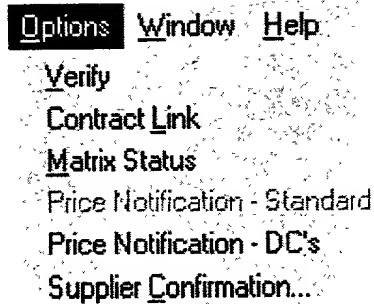 Options Window Help
Verify
Contract Link
Matrix Status
Price Notification - Standard
Price Notification - DC's
Supplier Confirmation...